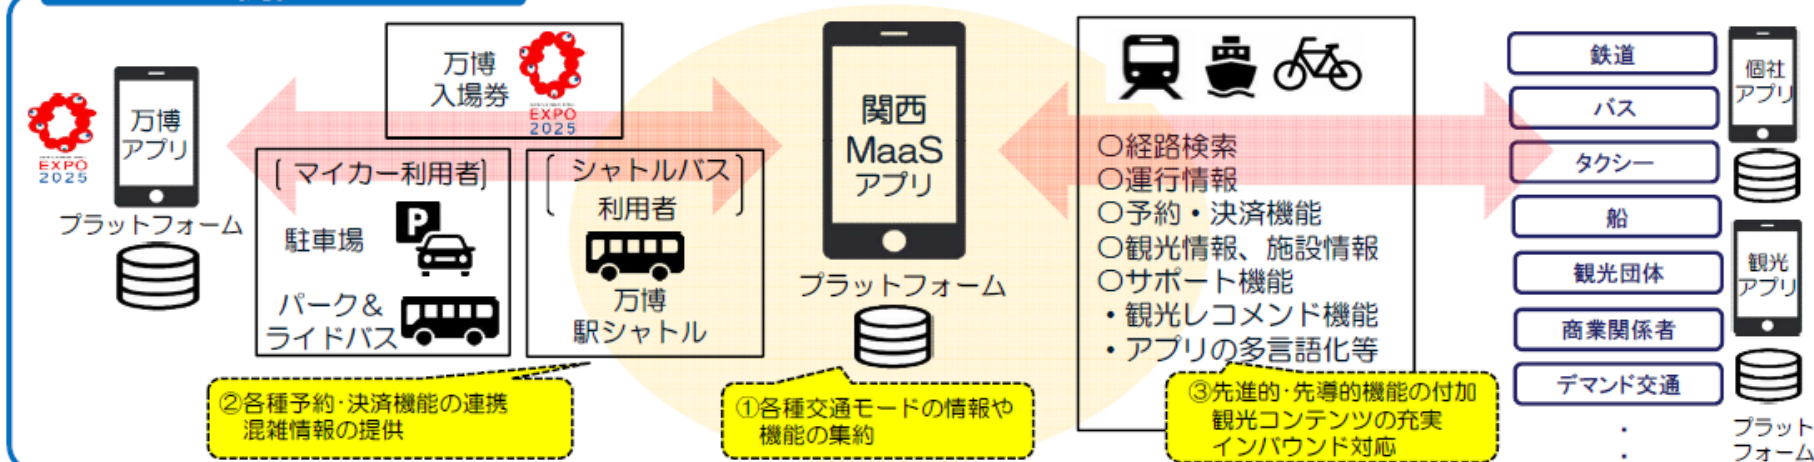 万博
入場券
EXPO
2025
EXPO
2025
万博
アプリ
プラットフォーム
[マイカー利用者]
駐車場
P
パーク&
ライドバス
シャトルバス
利用者
万博
駅シャトル
関西
MaaS
アプリ
プラットフォーム
〇経路検索
〇運行情報
〇予約・決済機能
〇観光情報、施設情報
〇サポート機能
・観光レコメンド機能
・アプリの多言語化等
鉄道
バス
タクシー
船
観光団体
商業関係者
デマンド交通
・
・
個社
アプリ
観光
アプリ
プラット
フォーム
②各種予約・決済機能の連携
混雑情報の提供
①各種交通モードの情報や
機能の集約
③先進的・先導的機能の付加
観光コンテンツの充実
インバウンド対応